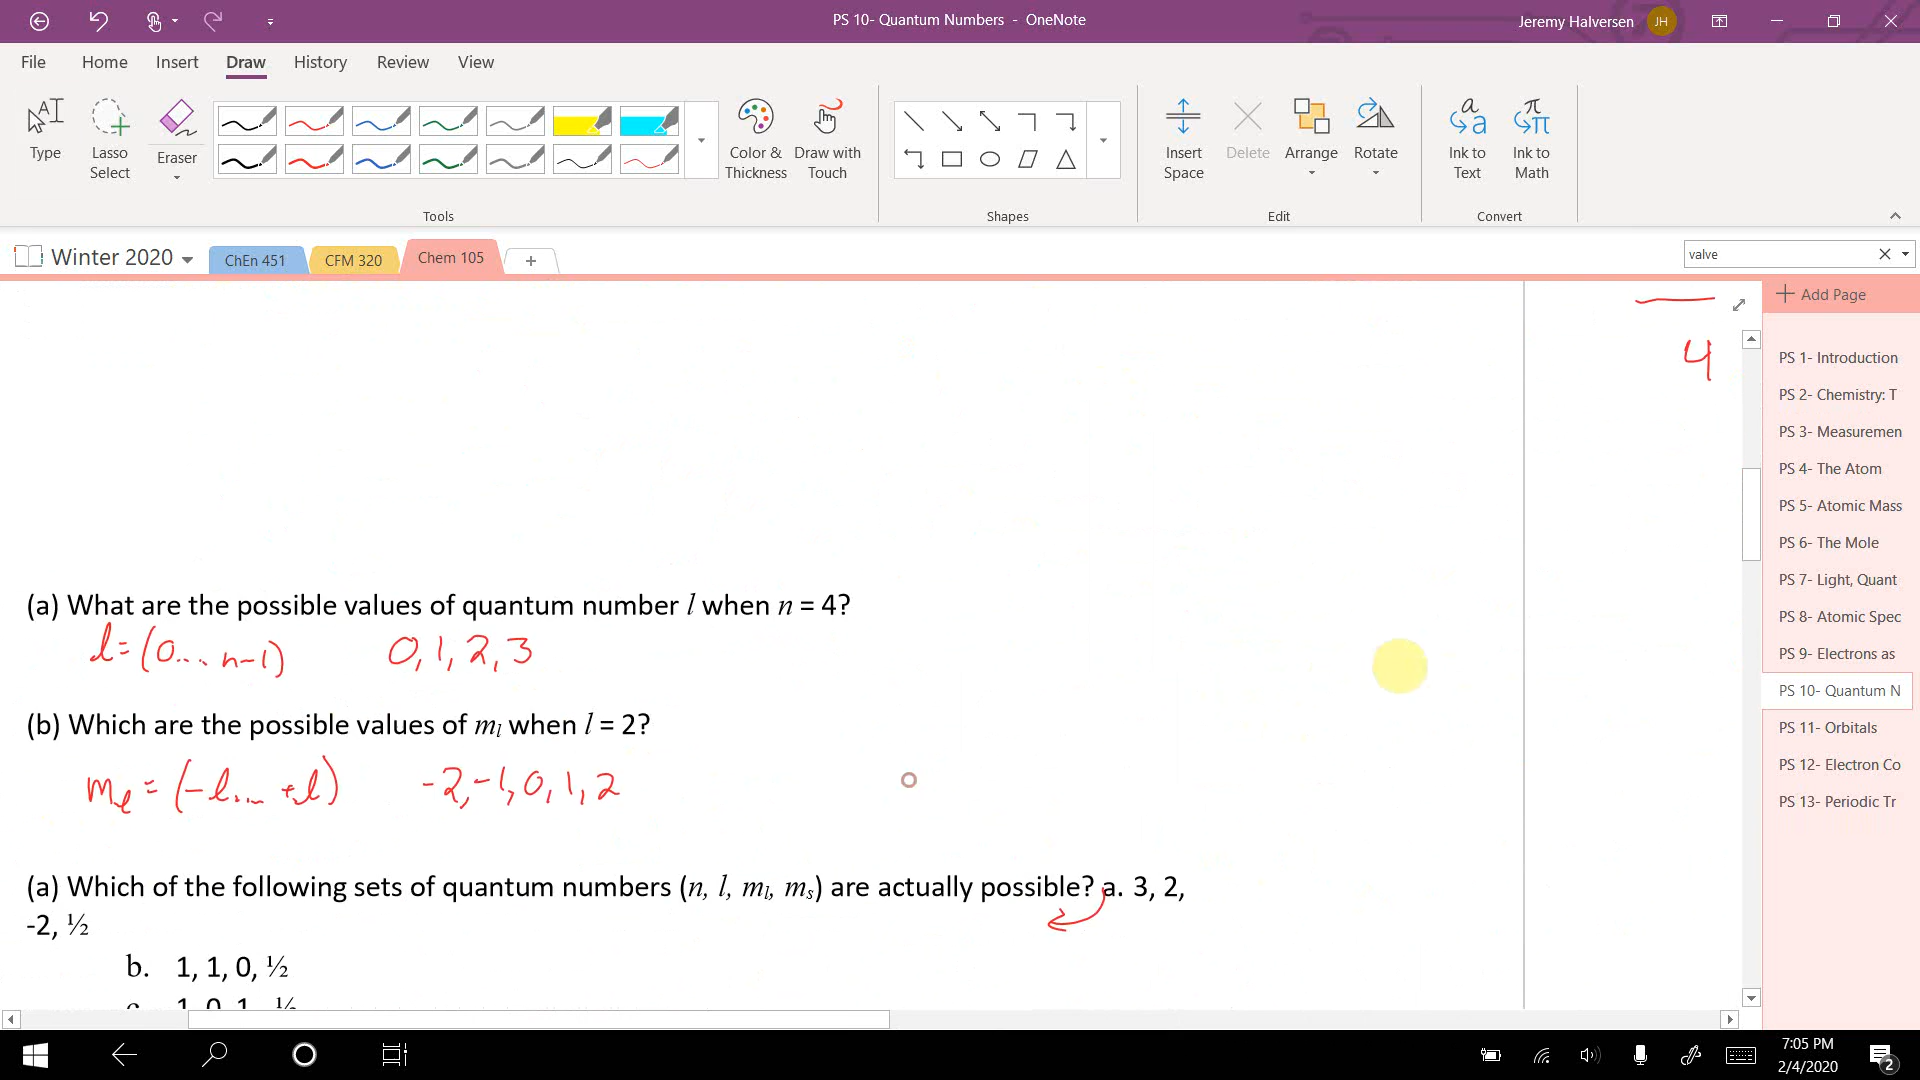 PS 10- Quantum Numbers - OneNote
Jeremy Halversen JH
File Home Insert Draw History Review View
Type
Lasso Select
Eraser
Color & Thickness
Draw with Touch
Insert Space
Delete
Arrange
Rotate
Ink to Text
Ink to Math
Tools
Shapes
Edit
Convert
Winter 2020
ChEn 451
CFM 320
Chem 105
valve
Add Page
4
PS 1- Introduction
PS 2- Chemistry: T
PS 3- Measuremen
PS 4- The Atom
PS 5- Atomic Mass
PS 6- The Mole
PS 7- Light, Quant
PS 8- Atomic Spec
PS 9- Electrons as
PS 10- Quantum N
PS 11- Orbitals
PS 12- Electron Co
PS 13- Periodic Tr
(a) What are the possible values of quantum number l when n = 4?
l = (0... n-1) 0, 1, 2, 3
(b) Which are the possible values of ml when l = 2?
ml = (-l... +l) -2, -1, 0, 1, 2
(a) Which of the following sets of quantum numbers (n, l, ml, ms) are actually possible? a. 3, 2,
-2, ½
b. 1, 1, 0, ½
7:05 PM
2/4/2020
2